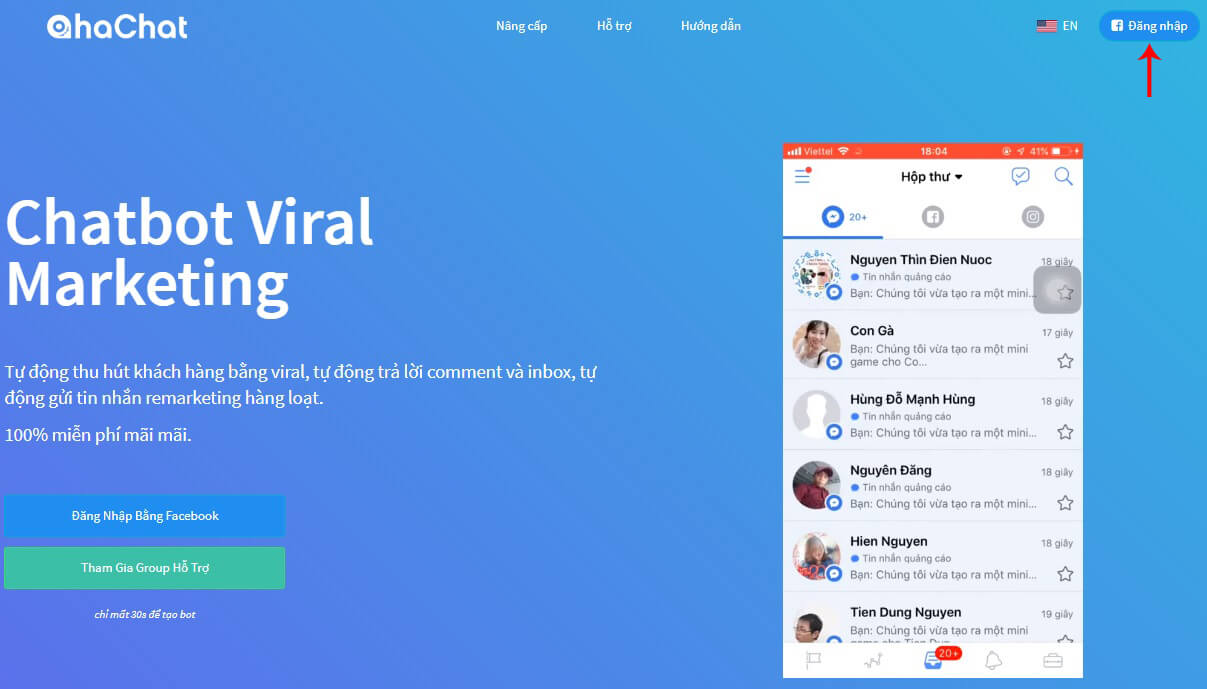 AhaChat
Nâng cấp
Hỗ trợ
Hướng dẫn
EN
Đăng nhập
Chatbot Viral
Marketing
Tự động thu hút khách hàng bằng viral, tự động trả lời comment và inbox, tự
động gửi tin nhắn remarketing hàng loạt.
100% miễn phí mãi mãi.
Đăng Nhập Bằng Facebook
Tham Gia Group Hỗ Trợ
chỉ mất 30s để tạo bot
Viettel 18:04 41%
Hộp thư
20+
Nguyen Thìn Đien Nuoc 18 giây
Tin nhắn quảng cáo
Bạn: Chúng tôi vừa tạo ra một mini...
Con Gà 17 giây
Bạn: Chúng tôi vừa tạo ra một mini
game cho Co...
Hùng Đỗ Mạnh Hùng 18 giây
Tin nhắn quảng cáo
Bạn: Chúng tôi vừa tạo ra một mini...
Nguyên Đăng 18 giây
Tin nhắn quảng cáo
Bạn: Chúng tôi vừa tạo ra một mini...
Hien Nguyen 18 giây
Tin nhắn quảng cáo
Bạn: Chúng tôi vừa tạo ra một mini...
Tien Dung Nguyen 19 giây
Bạn: Chúng tôi vừa tạo ra một mini
game cho Tien Dun
20+